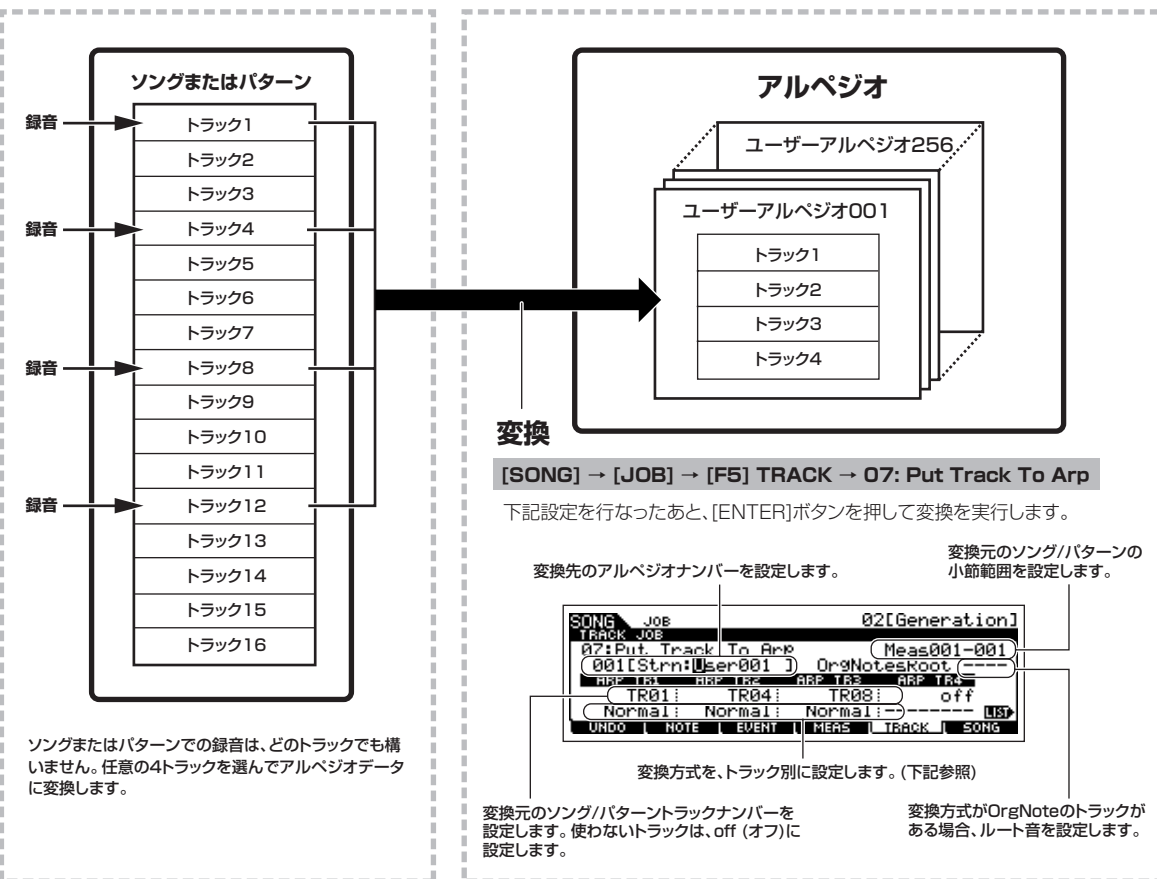 ソングまたはパターン
録音
トラック1
トラック2
トラック3
録音
トラック4
トラック5
トラック6
トラック7
録音
トラック8
トラック9
トラック10
トラック11
録音
トラック12
トラック13
トラック14
トラック15
トラック16
ソングまたはパターンでの録音は、どのトラックでも構
いません。任意の4トラックを選んでアルペジオデータ
に変換します。
アルペジオ
ユーザーアルペジオ256
ユーザーアルペジオ001
トラック1
トラック2
トラック3
トラック4
変換
[SONG] → [JOB] → [F5] TRACK → 07: Put Track To Arp
下記設定を行なったあと、[ENTER]ボタンを押して変換を実行します。
変換先のアルペジオナンバーを設定します。
変換元のソング/パターンの
小節範囲を設定します。
SONG JOB 02[Generation]
TRACK JOB
07:Put Track To Arp Meas001-001
001[Strn:User001 ] OrgNotesRoot ----
ARP TR1 ARP TR2 ARP TR3 ARP TR4
TR01 TR04 TR08 off
Normal Normal Normal --------- LIST
UNDO NOTE EVENT MEAS TRACK SONG
変換方式を、トラック別に設定します。(下記参照)
変換元のソング/パターントラックナンバーを
設定します。使わないトラックは、off (オフ)に
設定します。
変換方式がOrgNoteのトラックが
ある場合、ルート音を設定します。